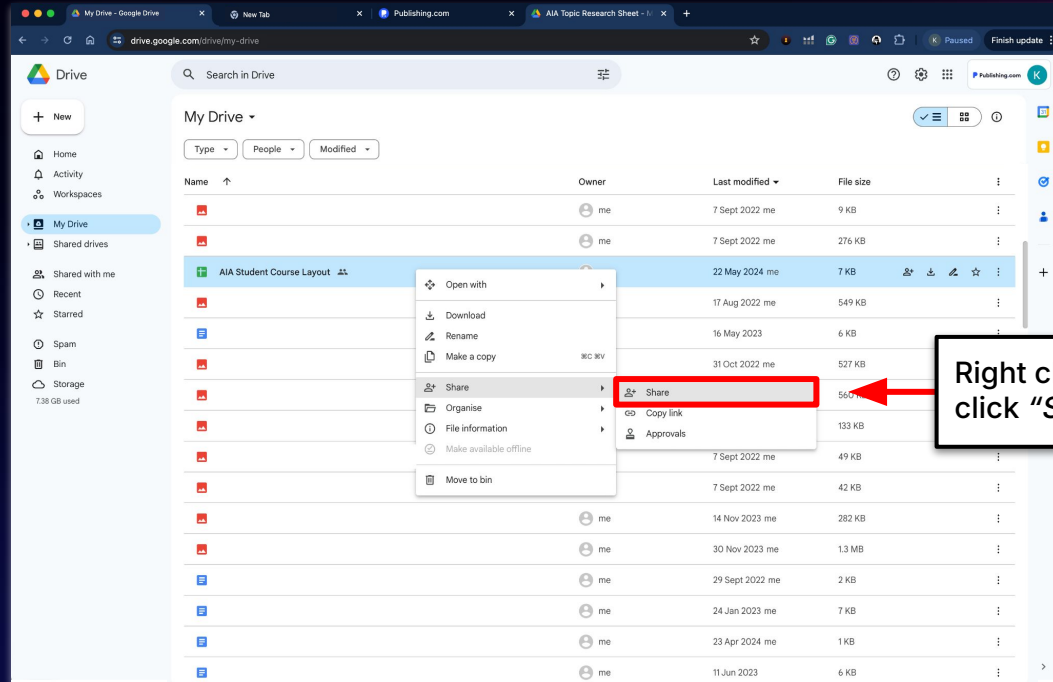 My Drive - Google Drive
New Tab
Publishing.com
AIA Topic Research Sheet - M
drive.google.com/drive/my-drive
K Paused
Finish update
Drive
Search in Drive
Publishing.com
K
New
My Drive
Type
People
Modified
Home
Activity
Workspaces
My Drive
Shared drives
Shared with me
Recent
Starred
Spam
Bin
Storage
7.38 GB used
Name Owner Last modified File size
me 7 Sept 2022 me 9 KB
me 7 Sept 2022 me 276 KB
AIA Student Course Layout 22 May 2024 me 7 KB
17 Aug 2022 me 549 KB
16 May 2023 6 KB
31 Oct 2022 me 527 KB
560
133 KB
7 Sept 2022 me 49 KB
7 Sept 2022 me 42 KB
me 14 Nov 2023 me 282 KB
me 30 Nov 2023 me 1.3 MB
me 29 Sept 2022 me 2 KB
me 24 Jan 2023 me 7 KB
me 23 Apr 2024 me 1 KB
me 11 Jun 2023 6 KB
Open with
Download
Rename
Make a copy ⌘C ⌘V
Share
Organise
File information
Make available offline
Move to bin
Share
Copy link
Approvals
Right c
click "S